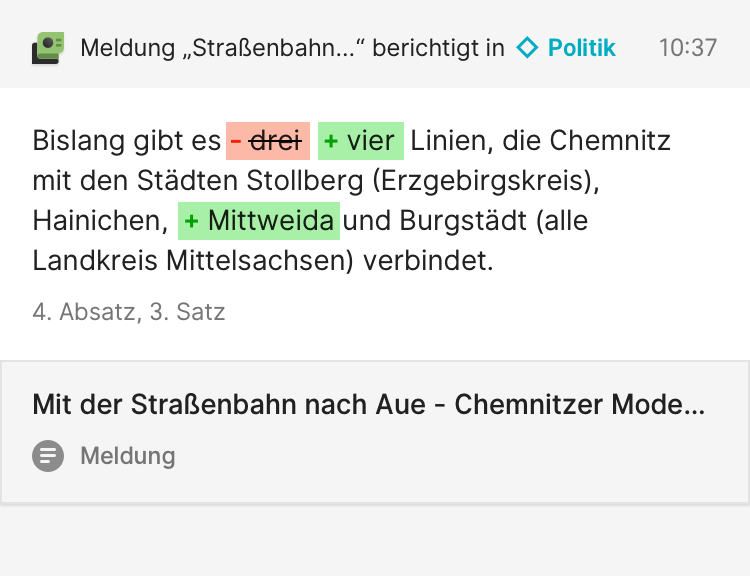 Meldung „Straßenbahn...“ berichtigt in Politik 10:37
Bislang gibt es - drei + vier Linien, die Chemnitz
mit den Städten Stollberg (Erzgebirgskreis),
Hainichen, + Mittweida und Burgstädt (alle
Landkreis Mittelsachsen) verbindet.
4. Absatz, 3. Satz
Mit der Straßenbahn nach Aue - Chemnitzer Mode...
Meldung